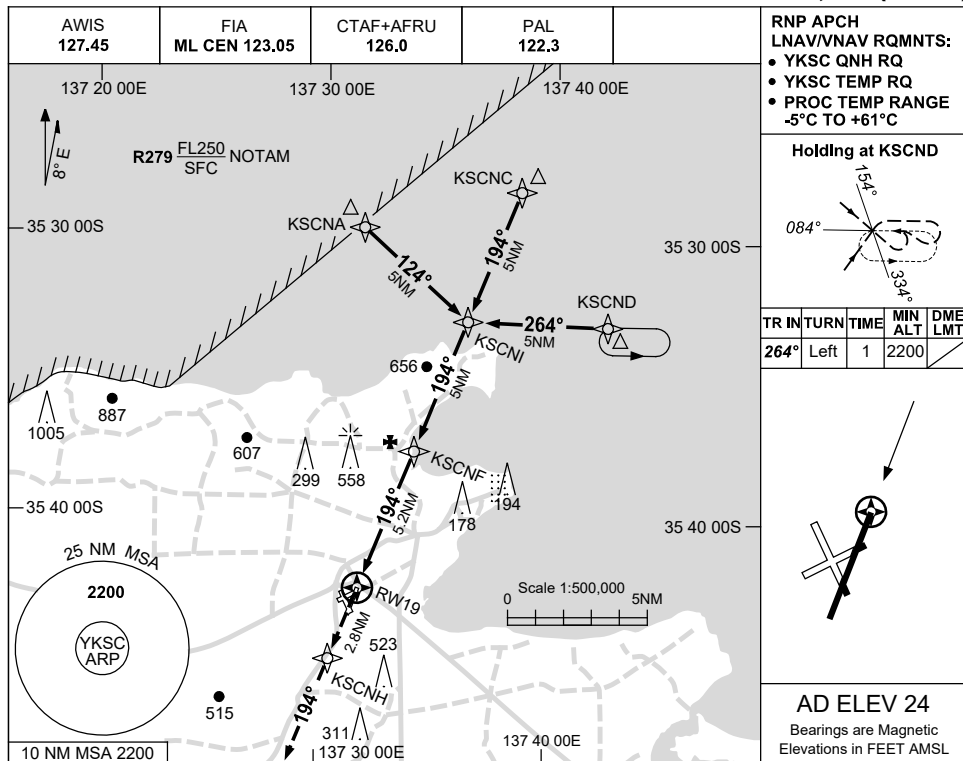 AWIS
127.45
FIA
ML CEN 123.05
CTAF+AFRU
126.0
PAL
122.3
RNP APCH
LNAV/VNAV RQMNTS:
• YKSC QNH RQ
• YKSC TEMP RQ
• PROC TEMP RANGE
-5°C TO +61°C
137 20 00E
137 30 00E
137 40 00E
8° E
R279 FL250 NOTAM
SFC
Holding at KSCND
154°
084°
334°
KSCNC
KSCNA
35 30 00S
35 30 00S
194°
5NM
124°
5NM
KSCND
264°
5NM
KSCNI
TR IN TURN TIME MIN ALT DME LMT
264° Left 1 2200
656
194°
5NM
887
1005
607
299
558
KSCNF
194
178
35 40 00S
35 40 00S
194°
5.2NM
25 NM MSA
2200
YKSC
ARP
RW19
Scale 1:500,000
0 5NM
2.8NM
523
KSCNH
194°
515
311
10 NM MSA 2200
137 30 00E
137 40 00E
AD ELEV 24
Bearings are Magnetic
Elevations in FEET AMSL